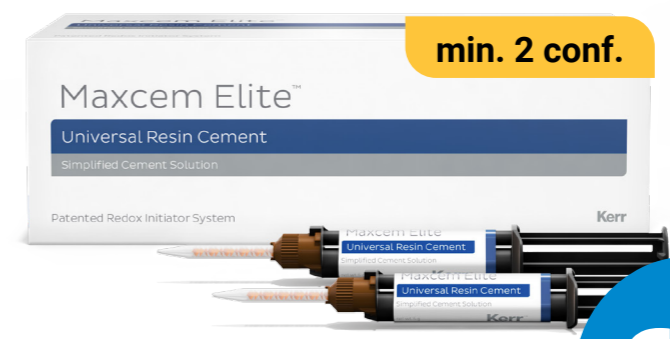 min. 2 conf.
Maxcem Elite™
Universal Resin Cement
Simplified Cement Solution
Patented Redox Initiator System
Kerr
Maxcem Elite
Universal Resin Cement
Simplified Cement Solution
Maxcem Elite
Universal Resin Cement
Simplified Cement Solution
Kerr